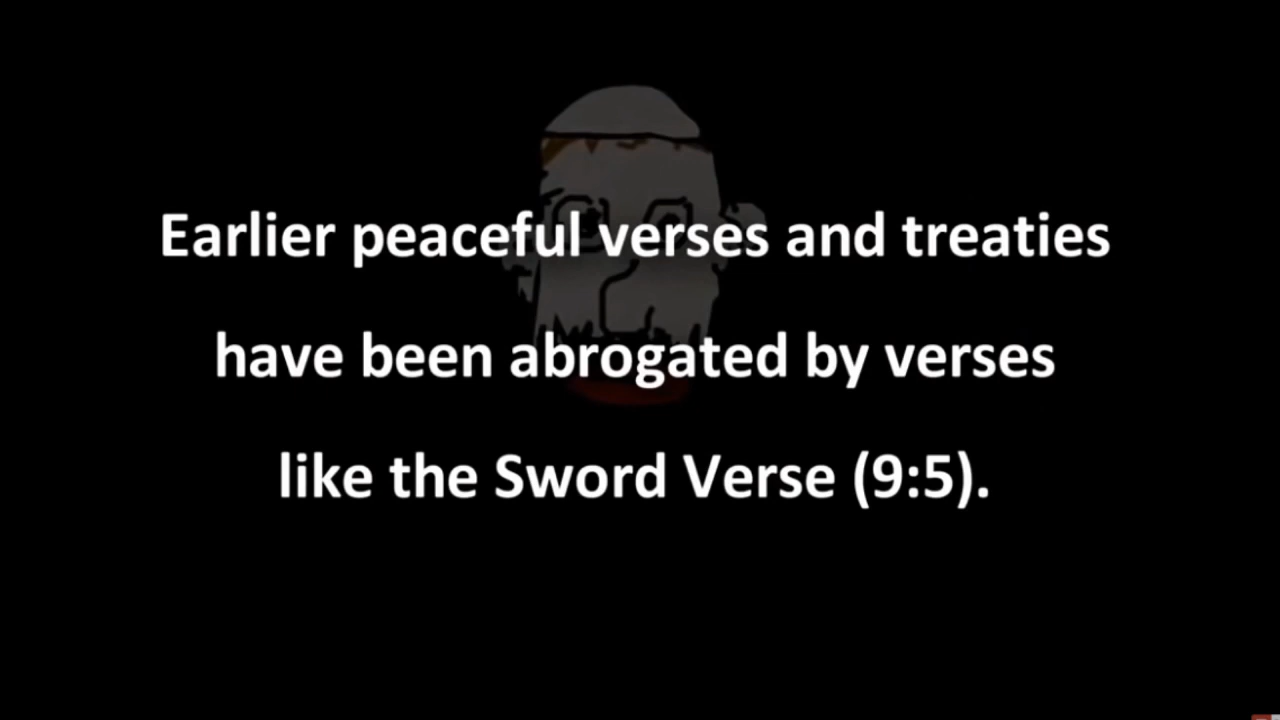 Earlier peaceful verses and treaties
have been abrogated by verses
like the Sword Verse (9:5).